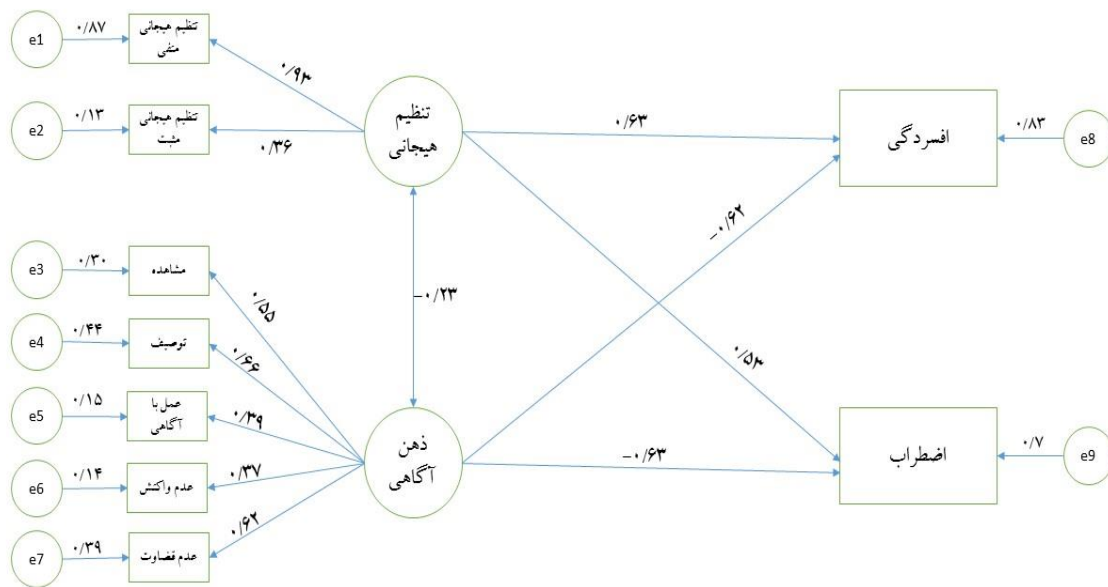 e1
۰/۸۷
تنظیم هیجانی
منفی
۰/۹۳
e2
۰/۱۳
تنظیم هیجانی
مثبت
۰/۳۶
تنظیم
هیجانی
۰/۶۳
افسردگی
۰/۸۳
e8
-۰/۶۲
-۰/۲۳
e3
۰/۳۰
مشاهده
۰/۵۵
e4
۰/۴۴
توصیف
۰/۶۶
۰/۵۳
e5
۰/۱۵
عمل با
آگاهی
۰/۳۹
ذهن
آگاهی
-۰/۶۳
اضطراب
۰/۷
e9
e6
۰/۱۴
عدم واکنش
۰/۳۷
e7
۰/۳۹
عدم قضاوت
۰/۶۲